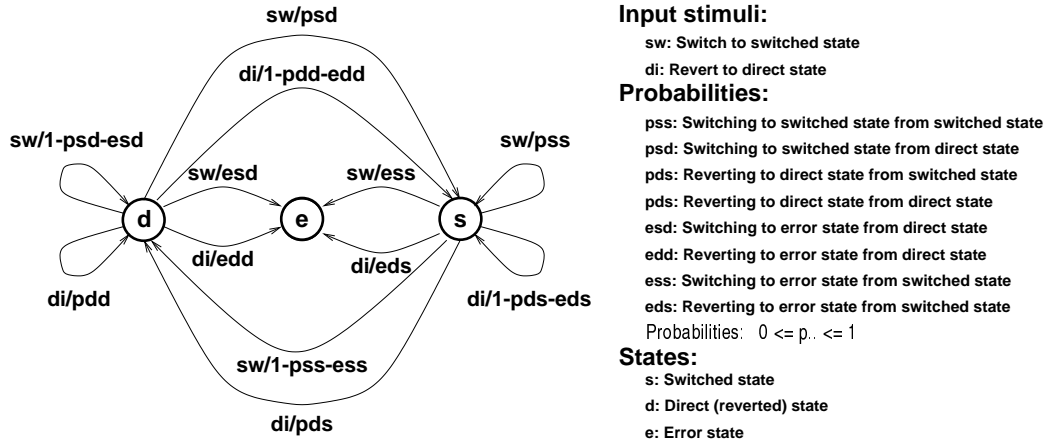 sw/psd
di/1-pdd-edd
sw/1-psd-esd
sw/pss
sw/esd
sw/ess
d
e
s
di/edd
di/eds
di/pdd
di/1-pds-eds
sw/1-pss-ess
di/pds
Input stimuli:
sw: Switch to switched state
di: Revert to direct state
Probabilities:
pss: Switching to switched state from switched state
psd: Switching to switched state from direct state
pds: Reverting to direct state from switched state
pds: Reverting to direct state from direct state
esd: Switching to error state from direct state
edd: Reverting to error state from direct state
ess: Switching to error state from switched state
eds: Reverting to error state from switched state
Probabilities: 0 <= p.. <= 1
States:
s: Switched state
d: Direct (reverted) state
e: Error state